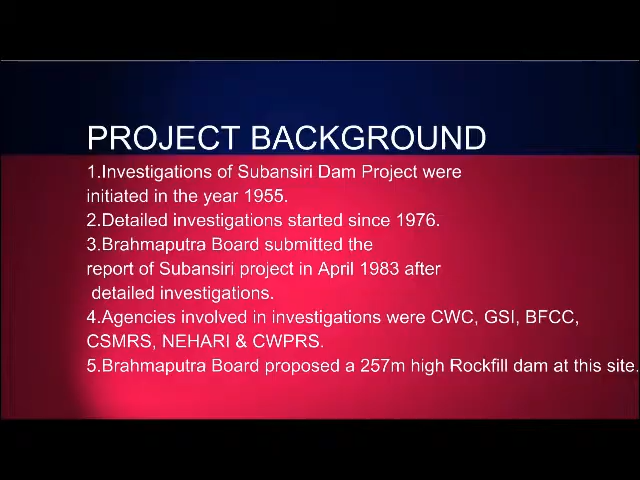 PROJECT BACKGROUND
1.Investigations of Subansiri Dam Project were
initiated in the year 1955.
2.Detailed investigations started since 1976.
3.Brahmaputra Board submitted the
report of Subansiri project in April 1983 after
detailed investigations.
4.Agencies involved in investigations were CWC, GSI, BFCC,
CSMRS, NEHARI & CWPRS.
5.Brahmaputra Board proposed a 257m high Rockfill dam at this site.